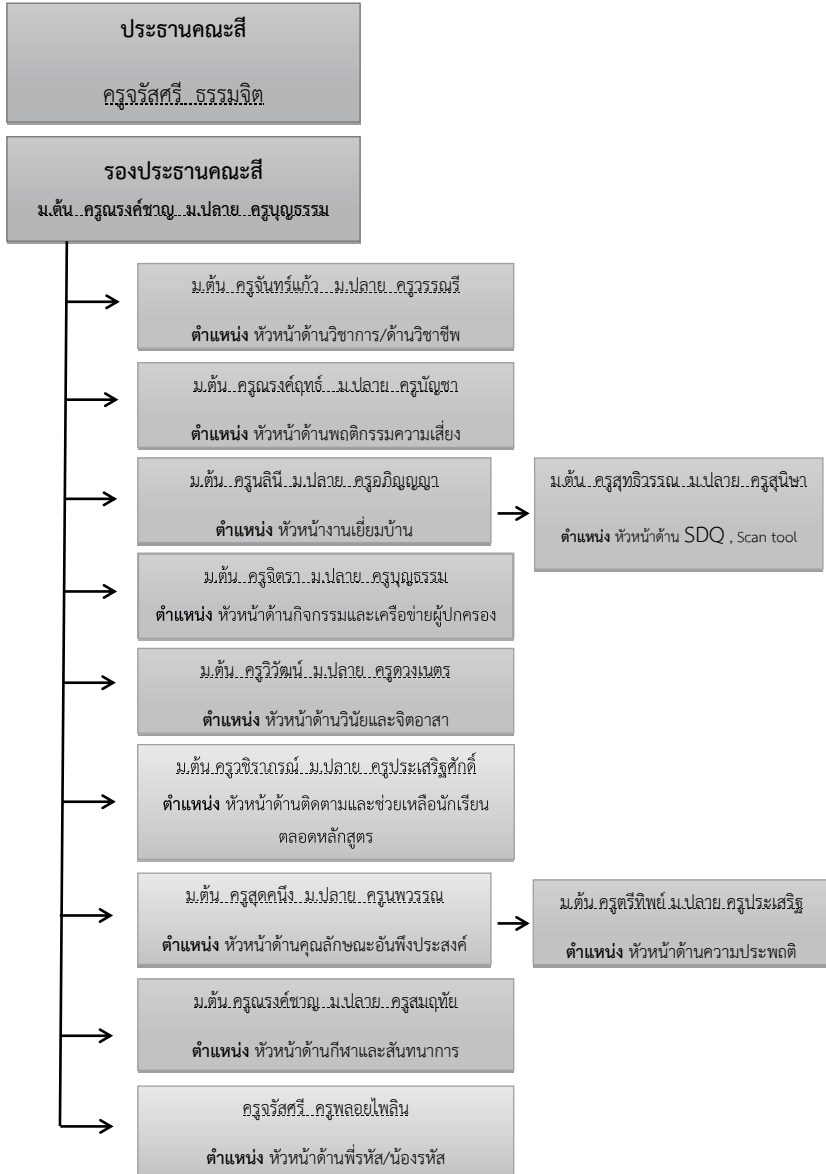 ประธานคณะสี
ครูจรัสศรี ธรรมจิต
รองประธานคณะสี
ม.ต้น ครูณรงค์ชาญ ม.ปลาย ครูบุญธรรม
ม.ต้น ครูจันทร์แก้ว ม.ปลาย ครูวรรณรี
ตำแหน่ง หัวหน้าด้านวิชาการ/ด้านวิชาชีพ
ม.ต้น ครูณรงค์ฤทธ์ ม.ปลาย ครูบัญชา
ตำแหน่ง หัวหน้าด้านพฤติกรรมความเสี่ยง
ม.ต้น ครูนลินี ม.ปลาย ครูอภิญญญา
ตำแหน่ง หัวหน้างานเยี่ยมบ้าน
ม.ต้น ครูสุทธิวรรณ ม.ปลาย ครูสุนิษา
ตำแหน่ง หัวหน้าด้าน SDQ , Scan tool
ม.ต้น ครูจิตรา ม.ปลาย ครูบุญธรรม
ตำแหน่ง หัวหน้าด้านกิจกรรมและเครือข่ายผู้ปกครอง
ม.ต้น ครูวิวัฒน์ ม.ปลาย ครูดวงเนตร
ตำแหน่ง หัวหน้าด้านวินัยและจิตอาสา
ม.ต้น ครูวชิราภรณ์ ม.ปลาย ครูประเสริฐศักดิ์
ตำแหน่ง หัวหน้าด้านติดตามและช่วยเหลือนักเรียน
ตลอดหลักสูตร
ม.ต้น ครูสุดคนึง ม.ปลาย ครูนพวรรณ
ตำแหน่ง หัวหน้าด้านคุณลักษณะอันพึงประสงค์
ม.ต้น ครูตรีทิพย์ ม.ปลาย ครูประเสริฐ
ตำแหน่ง หัวหน้าด้านความประพถติ
ม.ต้น ครูณรงค์ชาญ ม.ปลาย ครูสมฤทัย
ตำแหน่ง หัวหน้าด้านกีฬาและสันทนาการ
ครูจรัสศรี ครูพลอยไพลิน
ตำแหน่ง หัวหน้าด้านพี่รหัส/น้องรหัส